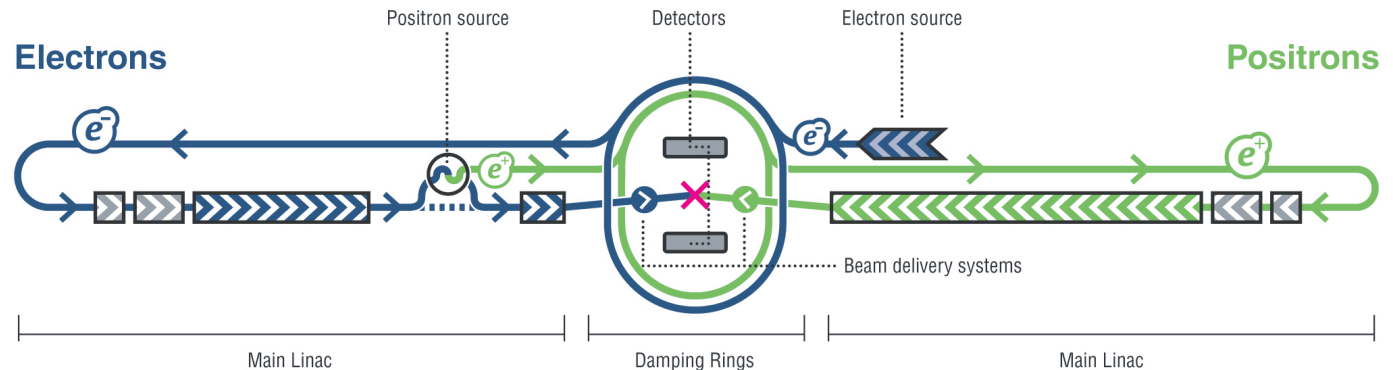 Positron source
Detectors
Electron source
Electrons
Positrons
e-
e-
e+
e+
Beam delivery systems
Main Linac
Damping Rings
Main Linac